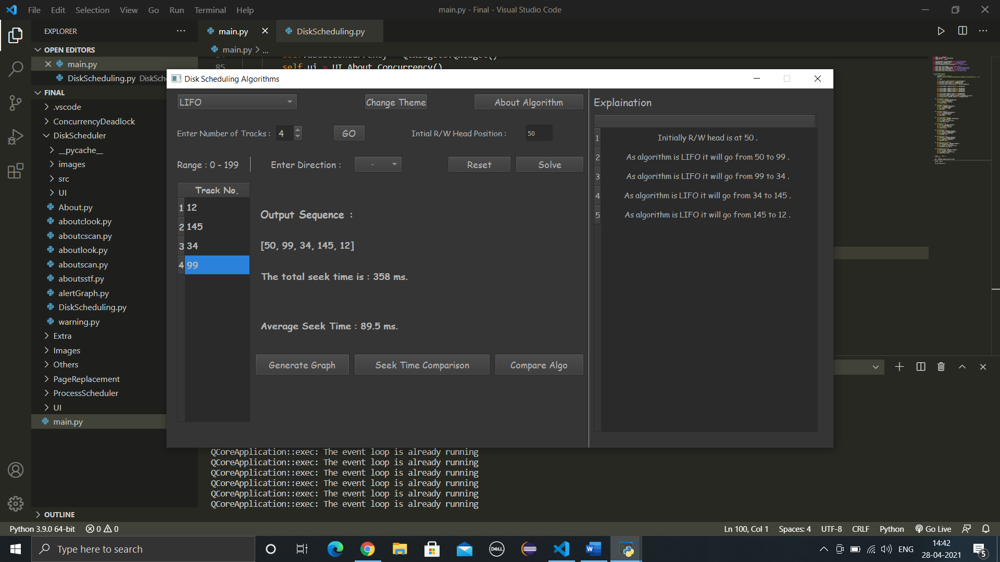 File Edit Selection View Go Run Terminal Help
main.py - Final - Visual Studio Code
EXPLORER
main.py
DiskScheduling.py
OPEN EDITORS
main.py > ...
main.py
85
self.ui = UI_About_Concurrency()
DiskScheduling.py DiskSch
FINAL
.vscode
ConcurrencyDeadlock
DiskScheduler
__pycache__
images
src
UI
About.py
aboutclook.py
aboutcscan.py
aboutlook.py
aboutscan.py
aboutsstf.py
alertGraph.py
DiskScheduling.py
warning.py
Extra
Images
Others
PageReplacement
ProcessScheduler
UI
main.py
OUTLINE
Disk Scheduling Algorithms
LIFO
Change Theme
About Algorithm
Enter Number of Tracks :
4
GO
Intial R/W Head Position :
50
Range : 0 - 199
Enter Direction :
-
Reset
Solve
Track No.
1 12
2 145
3 34
4 99
Output Sequence :
[50, 99, 34, 145, 12]
The total seek time is : 358 ms.
Average Seek Time : 89.5 ms.
Generate Graph
Seek Time Comparison
Compare Algo
Explaination
1 Initially R/W head is at 50 .
2 As algorithm is LIFO it will go from 50 to 99 .
3 As algorithm is LIFO it will go from 99 to 34 .
4 As algorithm is LIFO it will go from 34 to 145 .
5 As algorithm is LIFO it will go from 145 to 12 .
QCoreApplication::exec: The event loop is already running
QCoreApplication::exec: The event loop is already running
QCoreApplication::exec: The event loop is already running
QCoreApplication::exec: The event loop is already running
QCoreApplication::exec: The event loop is already running
QCoreApplication::exec: The event loop is already running
Python 3.9.0 64-bit
0
0
Ln 100, Col 1
Spaces: 4
UTF-8
CRLF
Python
Go Live
Type here to search
DELL
W
ENG
14:42
28-04-2021
5